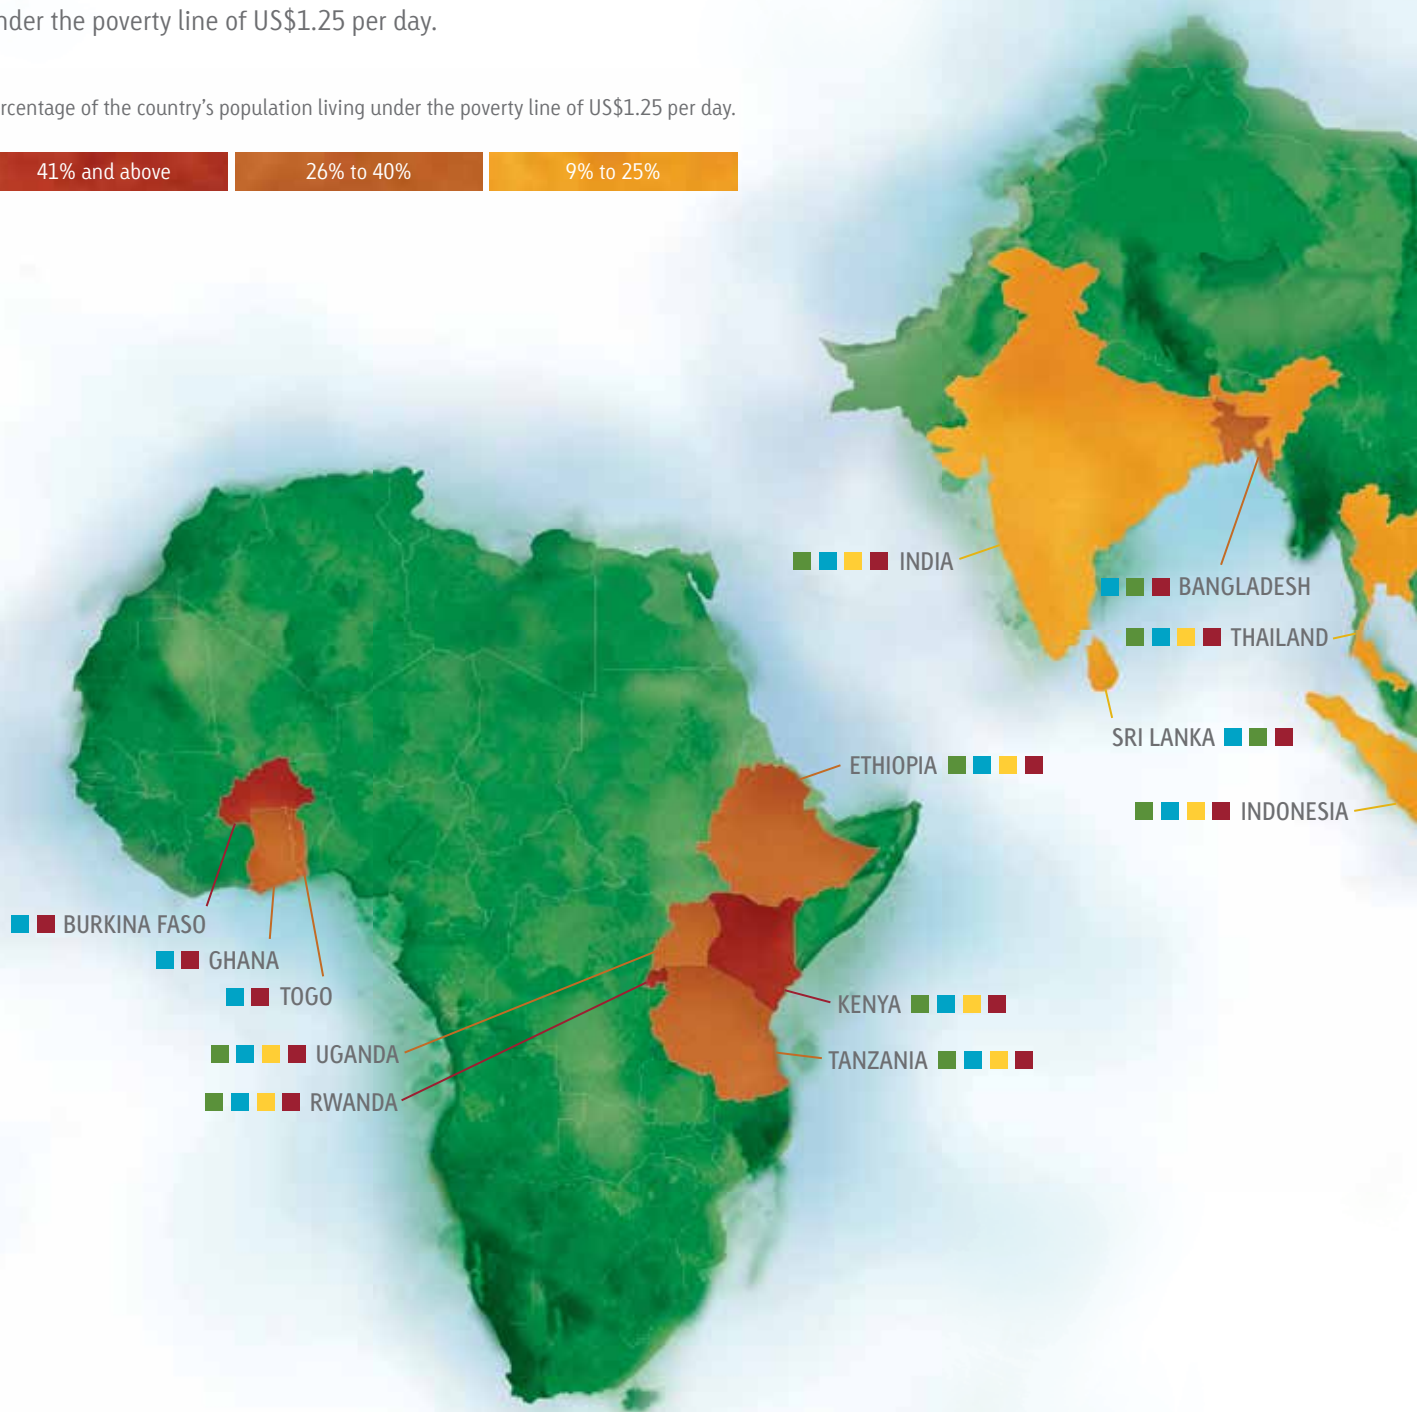 under the poverty line of US$1.25 per day.
rcentage of the country's population living under the poverty line of US$1.25 per day.
41% and above
26% to 40%
9% to 25%
INDIA
BANGLADESH
THAILAND
SRI LANKA
ETHIOPIA
INDONESIA
BURKINA FASO
GHANA
TOGO
KENYA
UGANDA
TANZANIA
RWANDA